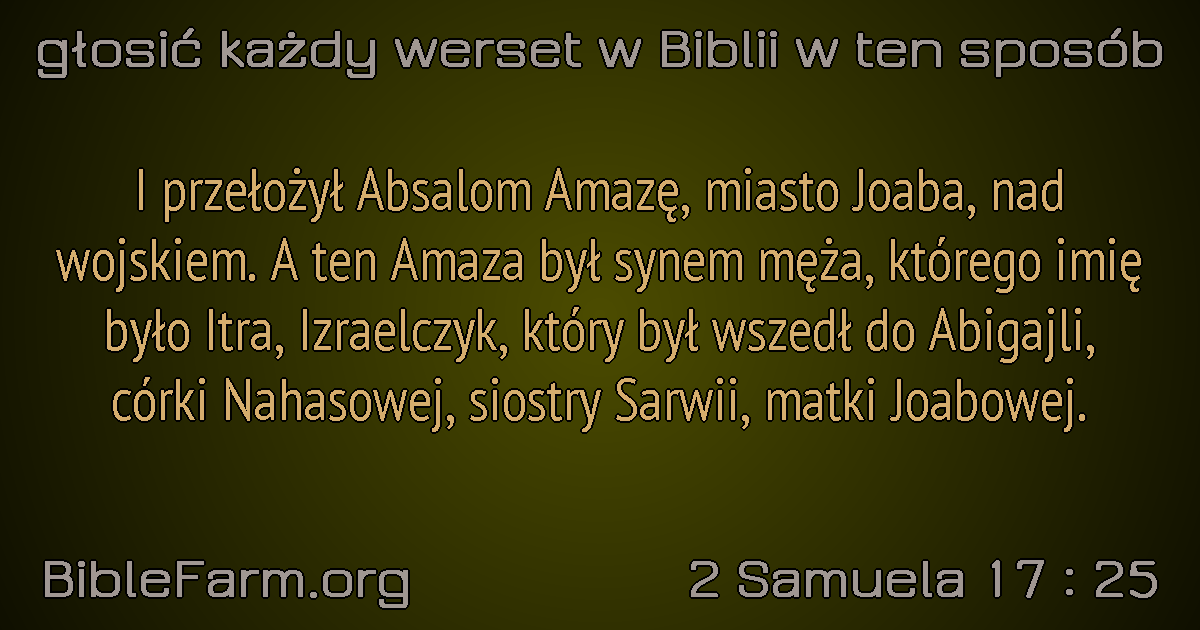 głosić każdy werset w Biblii w ten sposób
I przełożył Absalom Amazę, miasto Joaba, nad
wojskiem. A ten Amaza był synem męża, którego imię
było Itra, Izraelczyk, który był wszedł do Abigajli,
córki Nahasowej, siostry Sarwii, matki Joabowej.
BibleFarm.org
2 Samuela 17 : 25